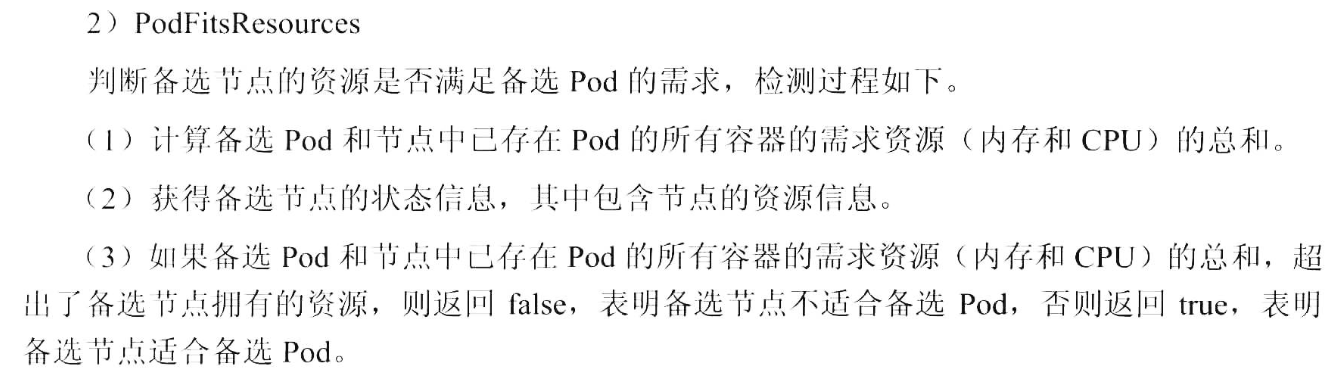 2）PodFitsResources
判断备选节点的资源是否满足备选 Pod 的需求，检测过程如下。
（1）计算备选 Pod 和节点中已存在 Pod 的所有容器的需求资源（内存和 CPU）的总和。
（2）获得备选节点的状态信息，其中包含节点的资源信息。
（3）如果备选 Pod 和节点中已存在 Pod 的所有容器的需求资源（内存和 CPU）的总和，超
出了备选节点拥有的资源，则返回 false，表明备选节点不适合备选 Pod，否则返回 true，表明
备选节点适合备选 Pod。